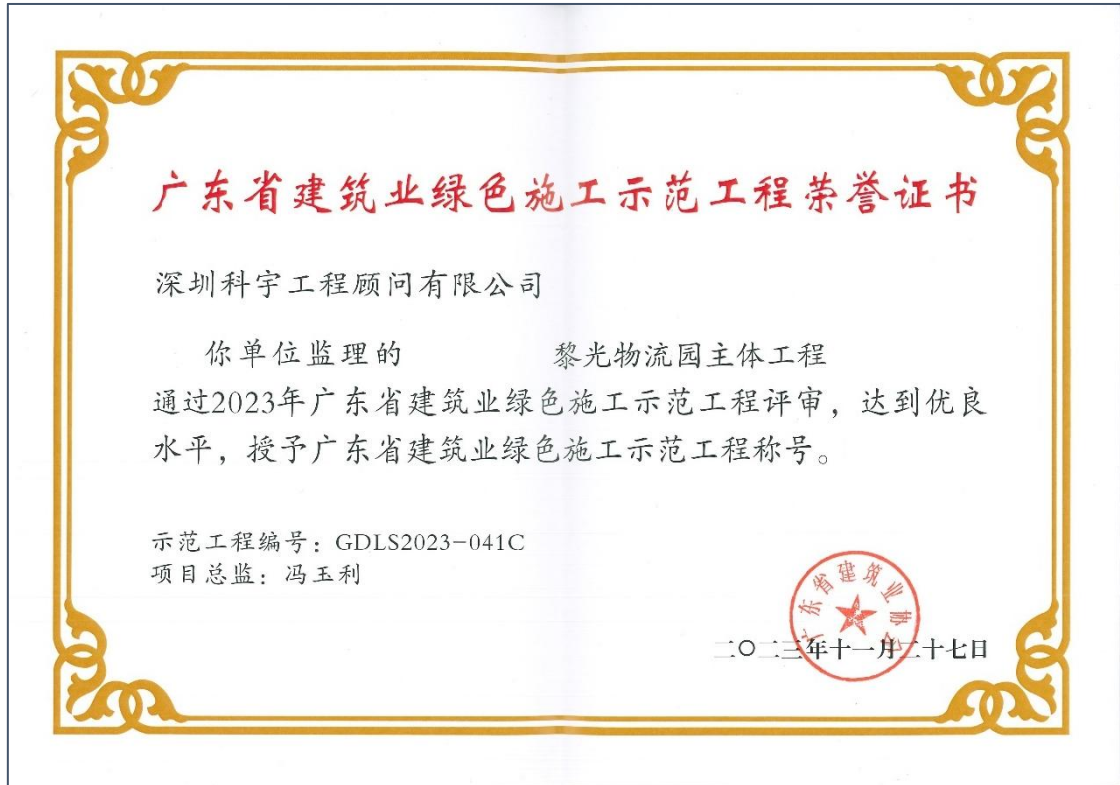 广东省建筑业绿色施工示范工程荣誉证书
深圳科宇工程顾问有限公司
你单位监理的 黎光物流园主体工程
通过2023年广东省建筑业绿色施工示范工程评审，达到优良
水平，授予广东省建筑业绿色施工示范工程称号。
示范工程编号：GDLS2023-041C
项目总监：冯玉利
广东省建筑业协会
二〇二三年十一月二十七日